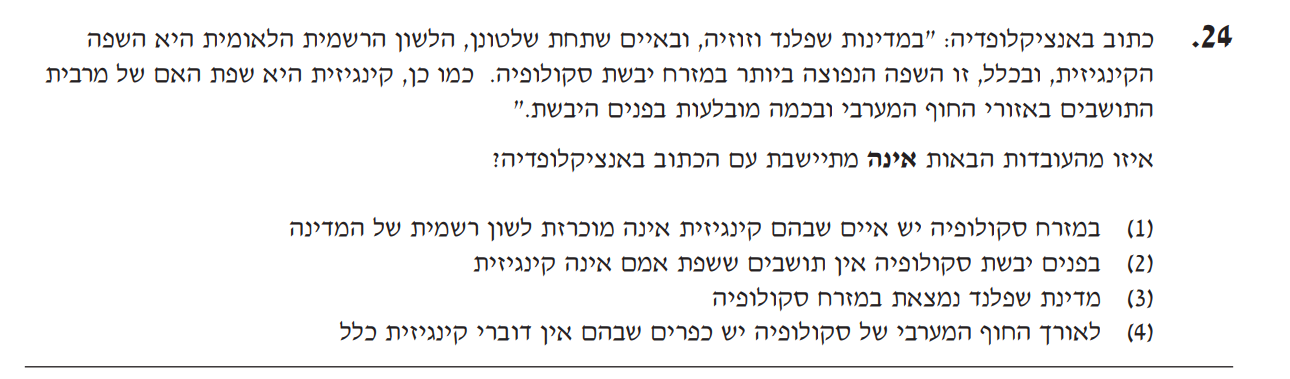 24. כתוב באנציקלופדיה: "במדינות שפלנד וזוזיה, ובאיים שתחת שלטונן, הלשון הרשמית הלאומית היא השפה
הקינגיזית, ובכלל, זו השפה הנפוצה ביותר במזרח יבשת סקולופיה. כמו כן, קינגיזית היא שפת האם של מרבית
התושבים באזורי החוף המערבי ובכמה מובלעות בפנים היבשת."
איזו מהעובדות הבאות אינה מתיישבת עם הכתוב באנציקלופדיה?
(1) במזרח סקולופיה יש איים שבהם קינגיזית אינה מוכרזת לשון רשמית של המדינה
(2) בפנים יבשת סקולופיה אין תושבים ששפת אמם אינה קינגיזית
(3) מדינת שפלנד נמצאת במזרח סקולופיה
(4) לאורך החוף המערבי של סקולופיה יש כפרים שבהם אין דוברי קינגיזית כלל